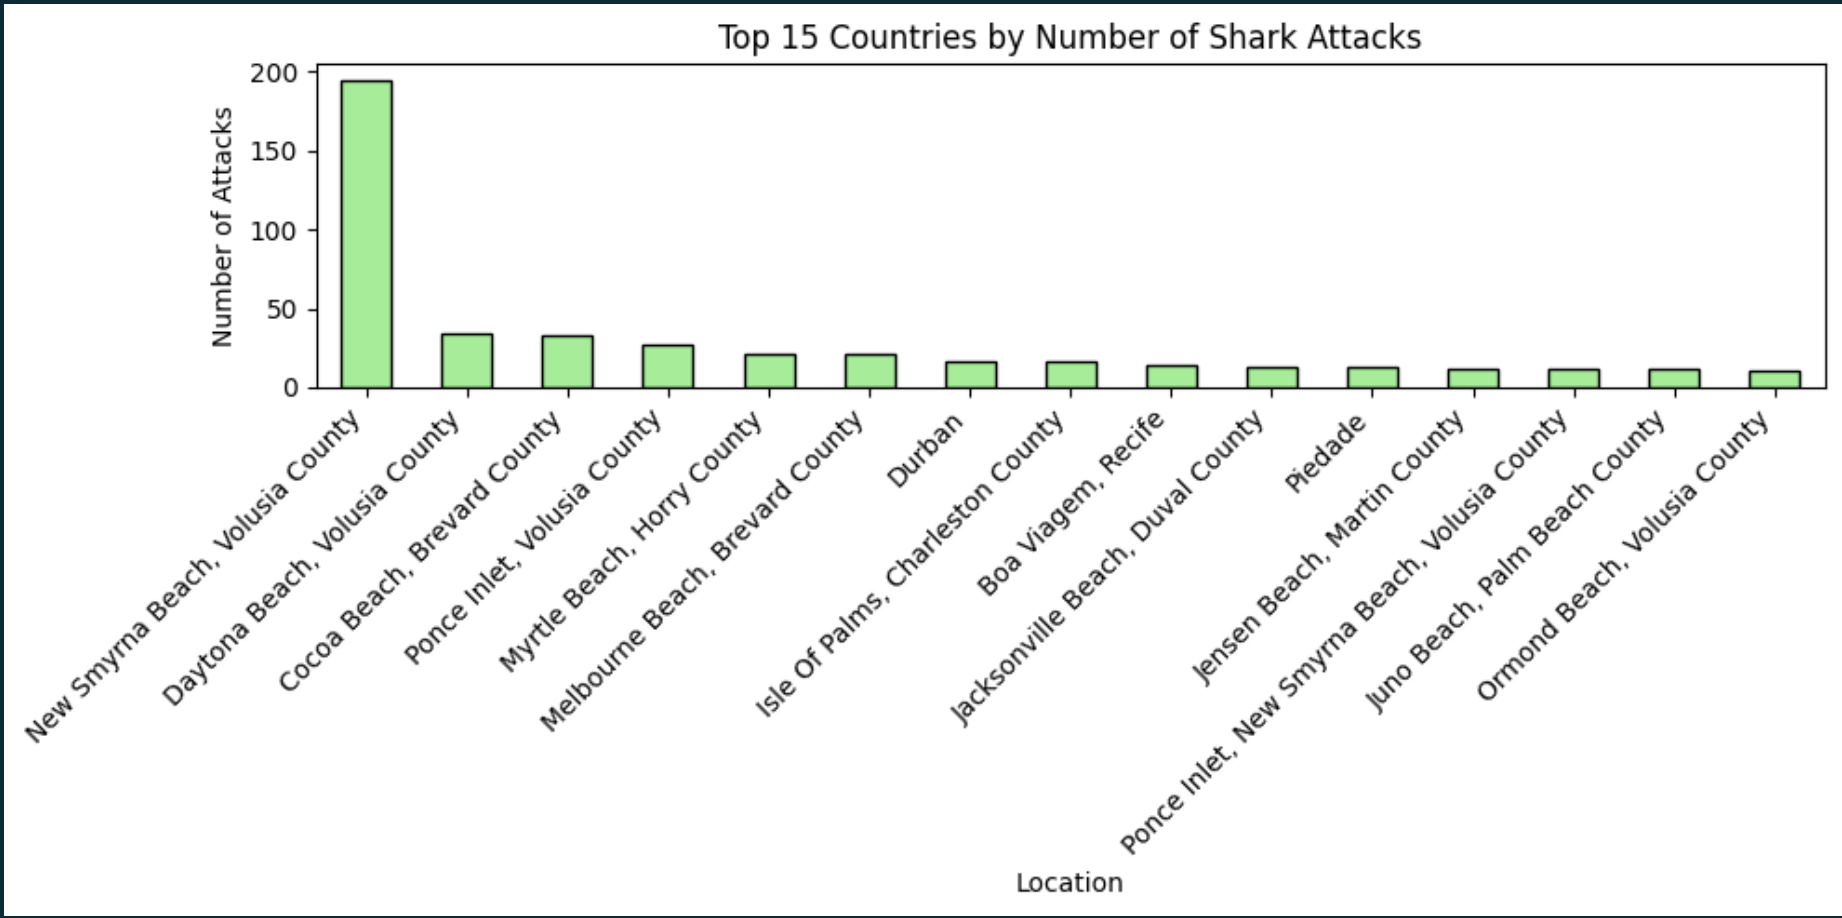 Top 15 Countries by Number of Shark Attacks
Number of Attacks
200
150
100
50
0
New Smyrna Beach, Volusia County
Daytona Beach, Volusia County
Cocoa Beach, Brevard County
Ponce Inlet, Volusia County
Myrtle Beach, Horry County
Melbourne Beach, Brevard County
Durban
Isle Of Palms, Charleston County
Boa Viagem, Recife
Jacksonville Beach, Duval County
Piedade
Jensen Beach, Martin County
Ponce Inlet, New Smyrna Beach, Volusia County
Juno Beach, Palm Beach County
Ormond Beach, Volusia County
Location